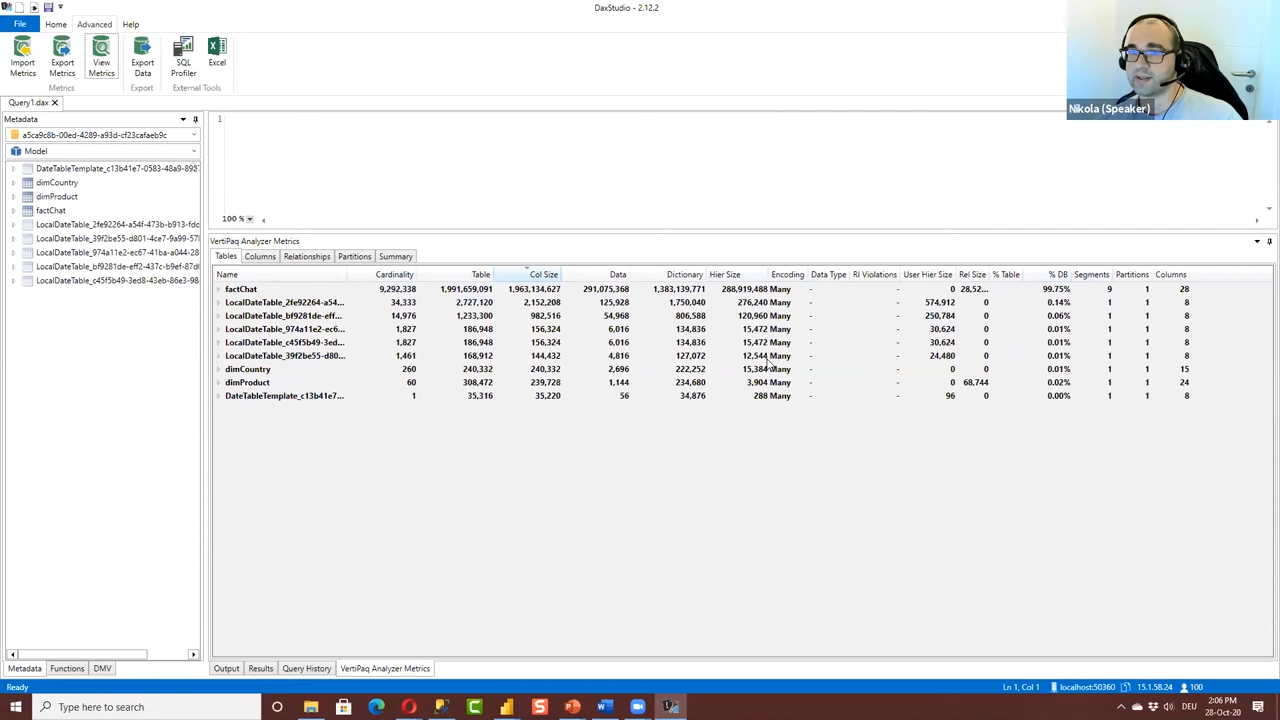 DaxStudio - 2.12.2
File Home Advanced Help
Import Metrics Export Metrics View Metrics Export Data SQL Profiler Excel
Metrics Export External Tools
Query1.dax
Metadata
a5ca9c8b-00ed-4289-a93d-cf23cafaeb9c
Model
DateTableTemplate_c13b41e7-0583-48a9-892
dimCountry
dimProduct
factChat
LocalDateTable_2fe92264-a54f-473b-b913-fdc
LocalDateTable_39f2be55-d801-4ce7-9a99-57
LocalDateTable_974a11e2-ec67-41ba-a044-28
LocalDateTable_bf9281de-eff2-437c-b9ef-87d
LocalDateTable_c45f5b49-3ed8-43eb-86e3-98
1
100 %
Nikola (Speaker)
VertiPaq Analyzer Metrics
Tables Columns Relationships Partitions Summary
Name Cardinality Table Col Size Data Dictionary Hier Size Encoding Data Type RI Violations User Hier Size Rel Size % Table % DB Segments Partitions Columns
factChat 9,292,338 1,991,659,091 1,963,134,627 291,075,368 1,383,139,771 288,919,488 Many - - 0 28,52... 99.75% 9 1 28
LocalDateTable_2fe92264-a54... 34,333 2,727,120 2,152,208 125,928 1,750,040 276,240 Many - - 574,912 0 0.14% 1 1 8
LocalDateTable_bf9281de-eff... 14,976 1,233,300 982,516 54,968 806,588 120,960 Many - - 250,784 0 0.06% 1 1 8
LocalDateTable_974a11e2-ec6... 1,827 186,948 156,324 6,016 134,836 15,472 Many - - 30,624 0 0.01% 1 1 8
LocalDateTable_c45f5b49-3ed... 1,827 186,948 156,324 6,016 134,836 15,472 Many - - 30,624 0 0.01% 1 1 8
LocalDateTable_39f2be55-d80... 1,461 168,912 144,432 4,816 127,072 12,544 Many - - 24,480 0 0.01% 1 1 8
dimCountry 260 240,332 240,332 2,696 222,252 15,384 Many - - 0 0 0.01% 1 1 15
dimProduct 60 308,472 239,728 1,144 234,680 3,904 Many - - 0 68,744 0.02% 1 1 24
DateTableTemplate_c13b41e7... 1 35,316 35,220 56 34,876 288 Many - - 96 0 0.00% 1 1 8
Metadata Functions DMV
Output Results Query History VertiPaq Analyzer Metrics
Ready Ln 1, Col 1 localhost:50360 15.1.58.24 100
Type here to search
DEU 2:06 PM
28-Oct-20